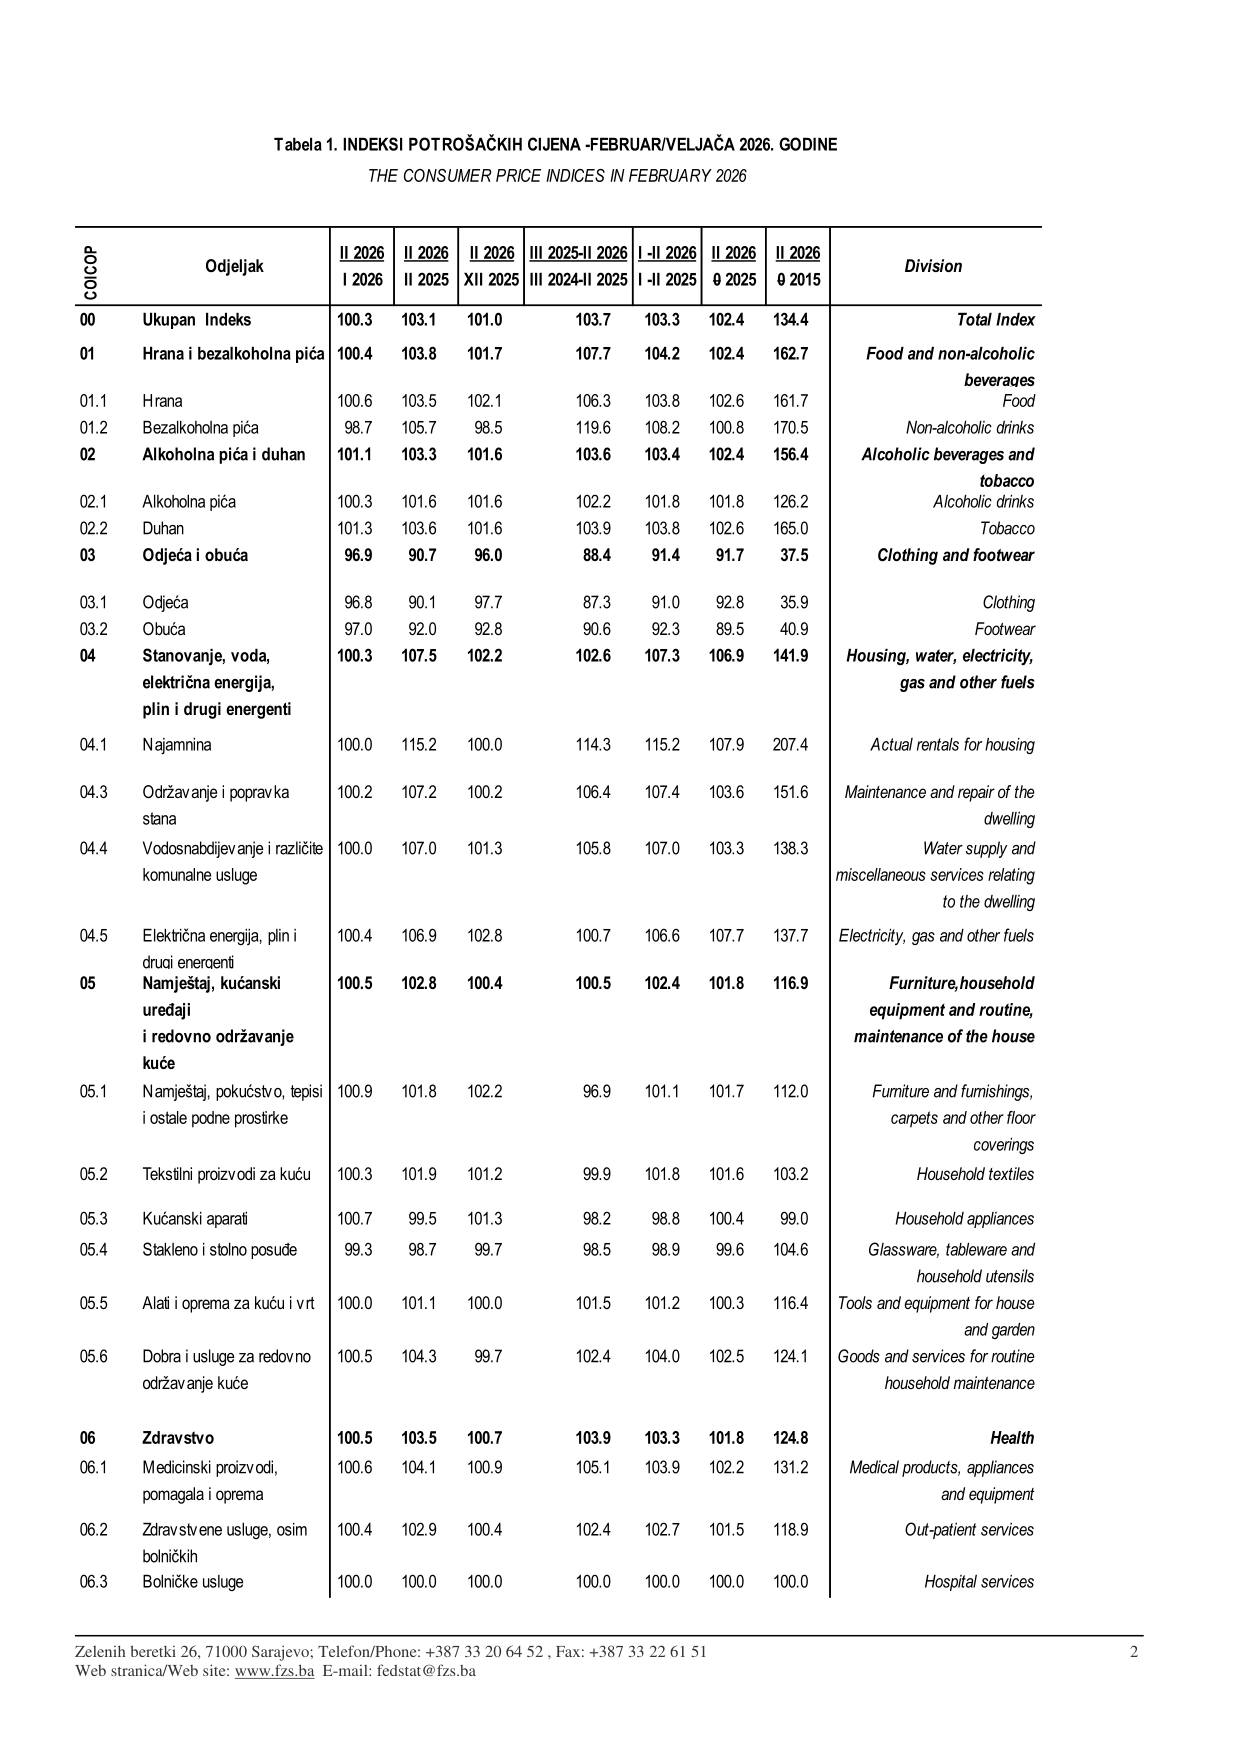 Tabela 1. INDEKSI POTROŠAČKIH CIJENA -FEBRUAR/VELJAČA 2026. GODINE
THE CONSUMER PRICE INDICES IN FEBRUARY 2026
COICOP Odjeljak II 2026 II 2026 II 2026 III 2025-II 2026 I -II 2026 II 2026 II 2026 Division
I 2026 II 2025 XII 2025 III 2024-II 2025 I -II 2025 0 2025 0 2015
00 Ukupan Indeks 100.3 103.1 101.0 103.7 103.3 102.4 134.4 Total Index
01 Hrana i bezalkoholna pića 100.4 103.8 101.7 107.7 104.2 102.4 162.7 Food and non-alcoholic
beverages
01.1 Hrana 100.6 103.5 102.1 106.3 103.8 102.6 161.7 Food
01.2 Bezalkoholna pića 98.7 105.7 98.5 119.6 108.2 100.8 170.5 Non-alcoholic drinks
02 Alkoholna pića i duhan 101.1 103.3 101.6 103.6 103.4 102.4 156.4 Alcoholic beverages and
tobacco
02.1 Alkoholna pića 100.3 101.6 101.6 102.2 101.8 101.8 126.2 Alcoholic drinks
02.2 Duhan 101.3 103.6 101.6 103.9 103.8 102.6 165.0 Tobacco
03 Odjeća i obuća 96.9 90.7 96.0 88.4 91.4 91.7 37.5 Clothing and footwear
03.1 Odjeća 96.8 90.1 97.7 87.3 91.0 92.8 35.9 Clothing
03.2 Obuća 97.0 92.0 92.8 90.6 92.3 89.5 40.9 Footwear
04 Stanovanje, voda, 100.3 107.5 102.2 102.6 107.3 106.9 141.9 Housing, water, electricity,
električna energija, gas and other fuels
plin i drugi energenti
04.1 Najamnina 100.0 115.2 100.0 114.3 115.2 107.9 207.4 Actual rentals for housing
04.3 Održavanje i popravka 100.2 107.2 100.2 106.4 107.4 103.6 151.6 Maintenance and repair of the
stana dwelling
04.4 Vodosnabdijevanje i različite 100.0 107.0 101.3 105.8 107.0 103.3 138.3 Water supply and
komunalne usluge miscellaneous services relating
to the dwelling
04.5 Električna energija, plin i 100.4 106.9 102.8 100.7 106.6 107.7 137.7 Electricity, gas and other fuels
drugi energenti
05 Namještaj, kućanski 100.5 102.8 100.4 100.5 102.4 101.8 116.9 Furniture,household
uređaji equipment and routine,
i redovno održavanje maintenance of the house
kuće
05.1 Namještaj, pokućstvo, tepisi 100.9 101.8 102.2 96.9 101.1 101.7 112.0 Furniture and furnishings,
i ostale podne prostirke carpets and other floor
coverings
05.2 Tekstilni proizvodi za kuću 100.3 101.9 101.2 99.9 101.8 101.6 103.2 Household textiles
05.3 Kućanski aparati 100.7 99.5 101.3 98.2 98.8 100.4 99.0 Household appliances
05.4 Stakleno i stolno posuđe 99.3 98.7 99.7 98.5 98.9 99.6 104.6 Glassware, tableware and
household utensils
05.5 Alati i oprema za kuću i vrt 100.0 101.1 100.0 101.5 101.2 100.3 116.4 Tools and equipment for house
and garden
05.6 Dobra i usluge za redovno 100.5 104.3 99.7 102.4 104.0 102.5 124.1 Goods and services for routine
održavanje kuće household maintenance
06 Zdravstvo 100.5 103.5 100.7 103.9 103.3 101.8 124.8 Health
06.1 Medicinski proizvodi, 100.6 104.1 100.9 105.1 103.9 102.2 131.2 Medical products, appliances
pomagala i oprema and equipment
06.2 Zdravstvene usluge, osim 100.4 102.9 100.4 102.4 102.7 101.5 118.9 Out-patient services
bolničkih
06.3 Bolničke usluge 100.0 100.0 100.0 100.0 100.0 100.0 100.0 Hospital services
Zelenih beretki 26, 71000 Sarajevo; Telefon/Phone: +387 33 20 64 52 , Fax: +387 33 22 61 51 2
Web stranica/Web site: www.fzs.ba E-mail: fedstat@fzs.ba